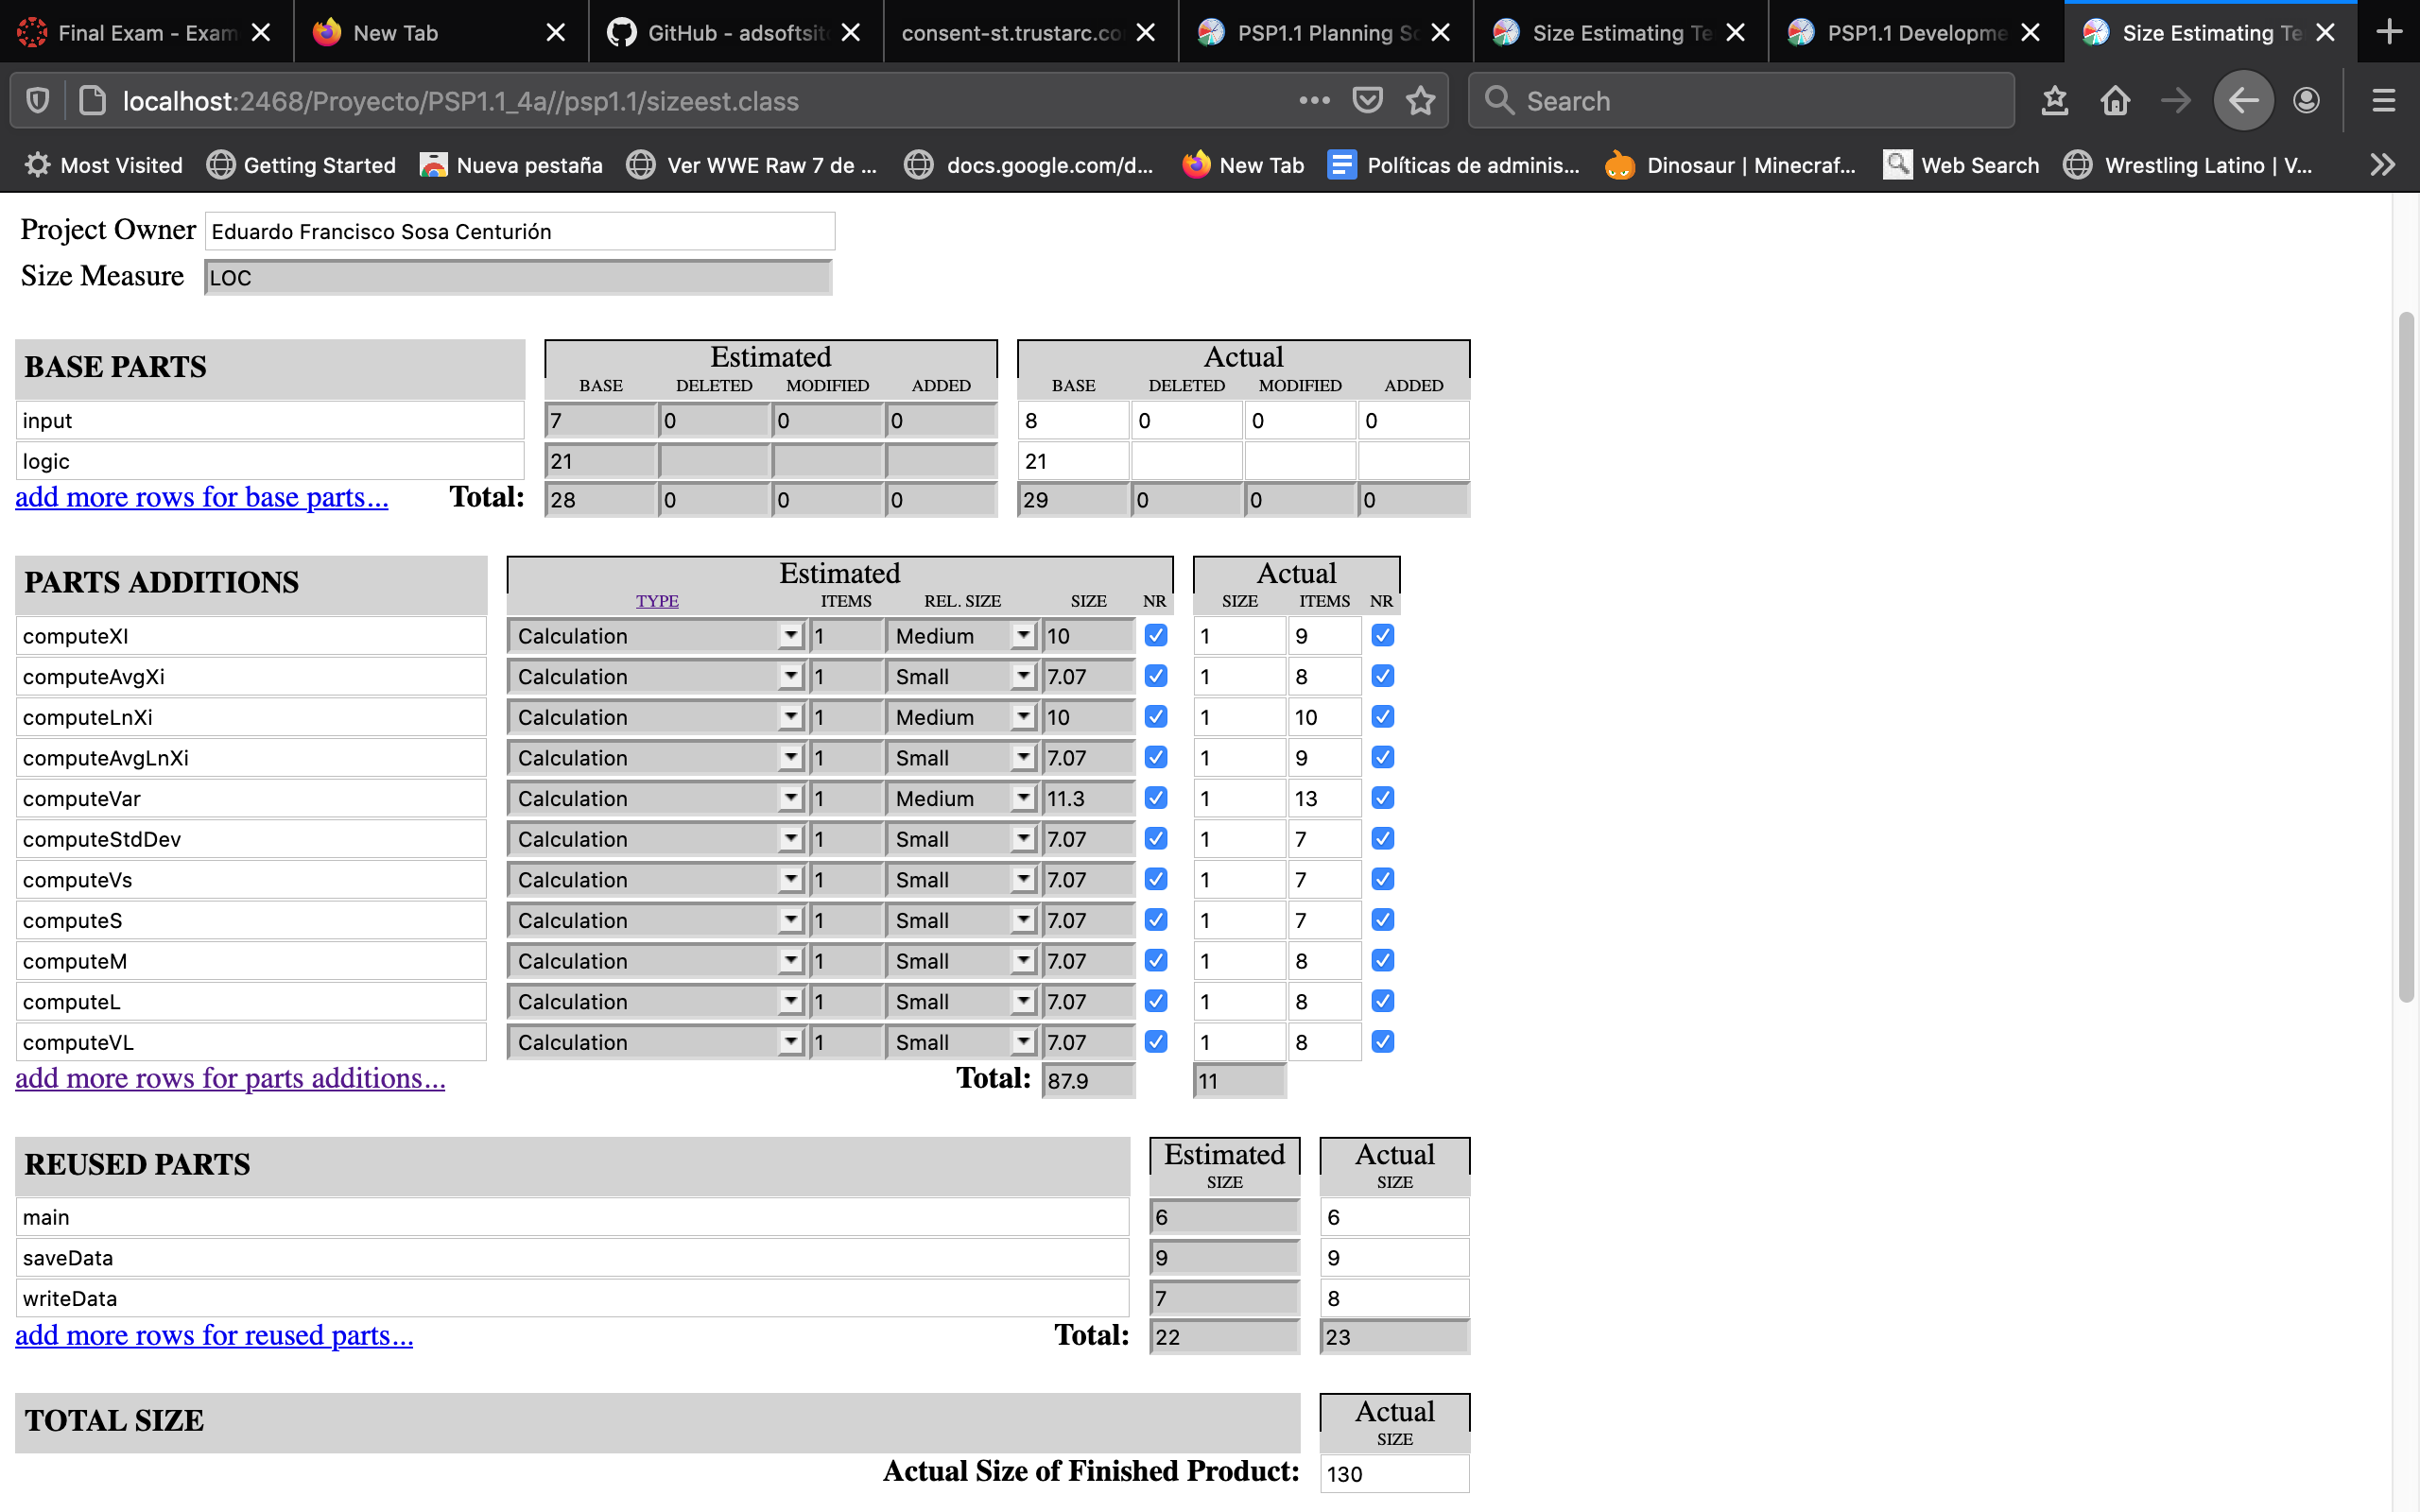 Final Exam - Exam
New Tab
GitHub - adsoftsit
consent-st.trustarc.co
PSP1.1 Planning Sc
Size Estimating Te
PSP1.1 Developme
Size Estimating Te
localhost:2468/Proyecto/PSP1.1_4a//psp1.1/sizeest.class
Search
Most Visited Getting Started Nueva pestaña Ver WWE Raw 7 de ... docs.google.com/d... New Tab Políticas de adminis... Dinosaur | Minecraf... Web Search Wrestling Latino | V...
Project Owner Eduardo Francisco Sosa Centurión
Size Measure LOC
BASE PARTS Estimated Actual
BASE DELETED MODIFIED ADDED BASE DELETED MODIFIED ADDED
input 7 0 0 0 8 0 0 0
logic 21 21
add more rows for base parts... Total: 28 0 0 0 29 0 0 0
PARTS ADDITIONS Estimated Actual
TYPE ITEMS REL. SIZE SIZE NR SIZE ITEMS NR
computeXI Calculation 1 Medium 10 1 9
computeAvgXi Calculation 1 Small 7.07 1 8
computeLnXi Calculation 1 Medium 10 1 10
computeAvgLnXi Calculation 1 Small 7.07 1 9
computeVar Calculation 1 Medium 11.3 1 13
computeStdDev Calculation 1 Small 7.07 1 7
computeVs Calculation 1 Small 7.07 1 7
computeS Calculation 1 Small 7.07 1 7
computeM Calculation 1 Small 7.07 1 8
computeL Calculation 1 Small 7.07 1 8
computeVL Calculation 1 Small 7.07 1 8
add more rows for parts additions... Total: 87.9 11
REUSED PARTS Estimated Actual
SIZE SIZE
main 6 6
saveData 9 9
writeData 7 8
add more rows for reused parts... Total: 22 23
TOTAL SIZE Actual
SIZE
Actual Size of Finished Product: 130